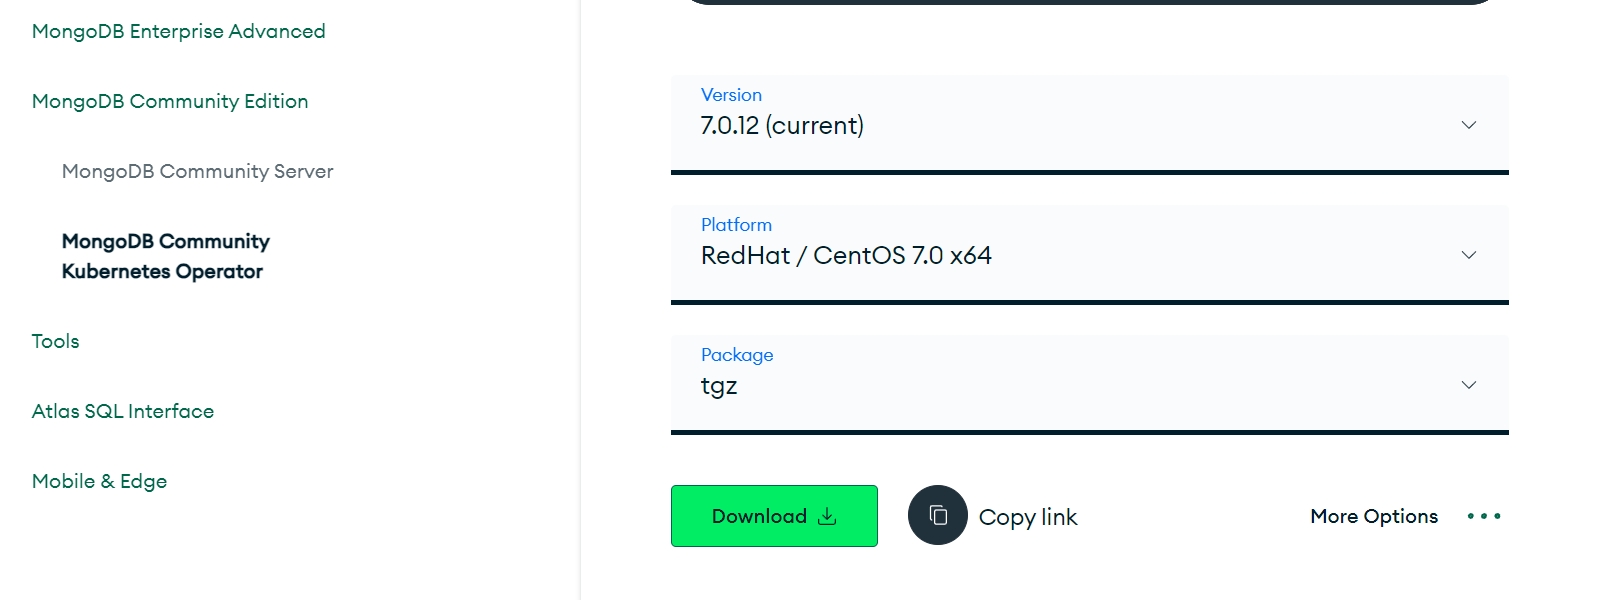 MongoDB Enterprise Advanced
MongoDB Community Edition
MongoDB Community Server
MongoDB Community
Kubernetes Operator
Tools
Atlas SQL Interface
Mobile & Edge
Version
7.0.12 (current)
Platform
RedHat / CentOS 7.0 x64
Package
tgz
Download
Copy link
More Options